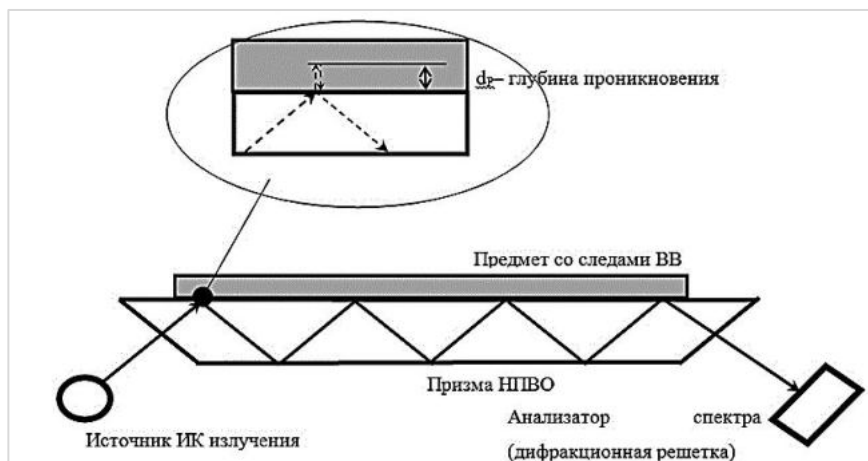 dₚ– глубина проникновения
Предмет со следами ВВ
Призма НПВО
Источник ИК излучения
Анализатор спектра
(дифракционная решетка)